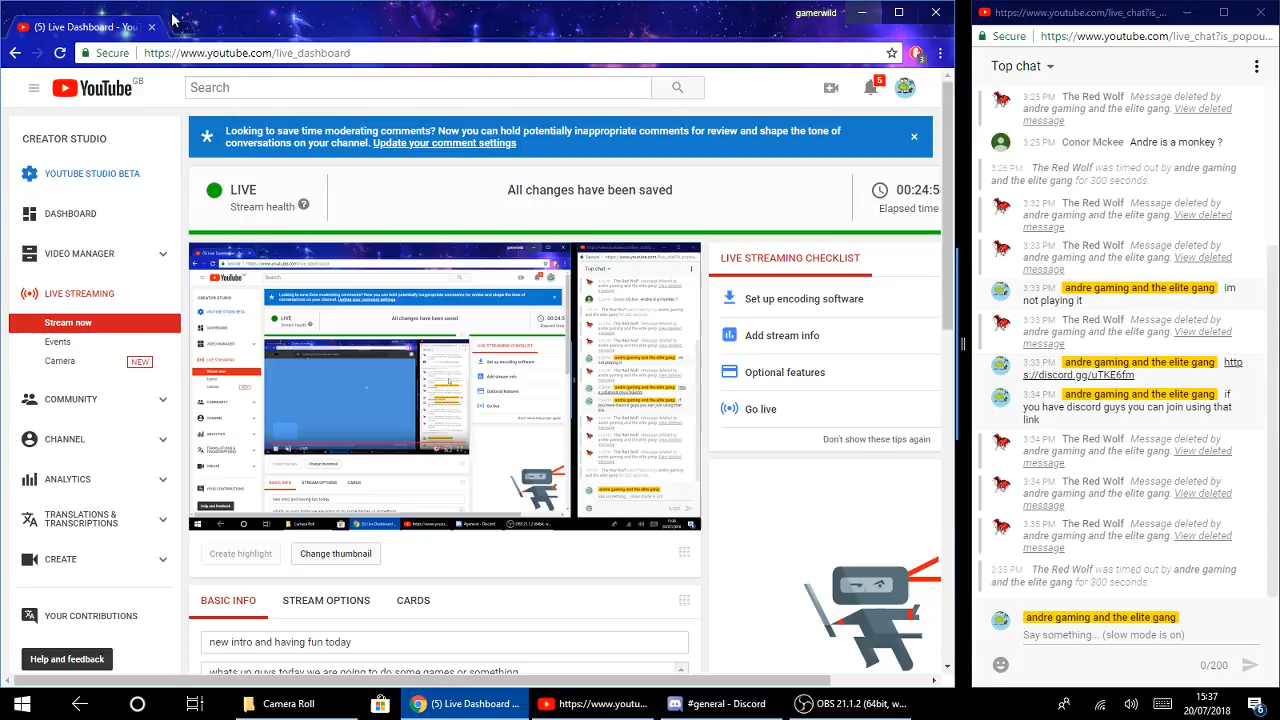 (5) Live Dashboard - You
gamerwild
Secure
https://www.youtube.com/live_dashboard
3
YouTube GB
Search
5
CREATOR STUDIO
YOUTUBE STUDIO BETA
DASHBOARD
VIDEO MANAGER
LIVE STREAMING
Stream now
Events
Camera NEW
COMMUNITY
CHANNEL
ANALYTICS
TRANSLATIONS &
TRANSCRIPTIONS
CREATE
YOUR CONTRIBUTIONS
Help and feedback
Looking to save time moderating comments? Now you can hold potentially inappropriate comments for review and shape the tone of
conversations on your channel. Update your comment settings
LIVE
Stream health
All changes have been saved
00:24:5
Elapsed time
LIVE STREAMING CHECKLIST
Set up encoding software
Add stream info
Optional features
Go live
Don't show these tips again
Create highlight
Change thumbnail
BASIC INFO
STREAM OPTIONS
CARDS
new intro and having fun today
whats up guys today we are going to do some games or something
https://www.youtube.com/live_chat?is_...
Secure
https://www.youtube.com/live_chat?is_popou...
Top chat
3:25 PM The Red Wolf Message deleted by
andre gaming and the elite gang. View deleted
message
3:25 PM Conor Mckee Andre is a monkey ?
3:26 PM The Red Wolf was timed out by andre gaming
and the elite gang for 300 seconds.
3:32 PM The Red Wolf Message deleted by
andre gaming and the elite gang. View deleted
message
3:33 PM The Red Wolf Message deleted by
andre gaming and the elite gang. View deleted
message
3:33 PM andre gaming and the elite gang im
not playing it
The Red Wolf Message deleted by
andre gaming and the elite gang. View deleted
message
andre gaming and the elite gang http
s://discord.gg/uTKE6fm
andre gaming and the elite gang if
you have discord guys you can join using that
link
The Red Wolf Message deleted by
andre gaming and the elite gang. View deleted
message
3:35 PM The Red Wolf Message deleted by
andre gaming and the elite gang. View deleted
message
3:35 PM The Red Wolf Message deleted by
andre gaming and the elite gang. View deleted
message
3:35 PM The Red Wolf was timed out by andre gaming
and the elite gang for 300 seconds.
andre gaming and the elite gang
Say something... (slow mode is on)
0/200
Camera Roll
(5) Live Dashboard ...
https://www.youtu...
#general - Discord
OBS 21.1.2 (64bit, w...
15:37
20/07/2018
6